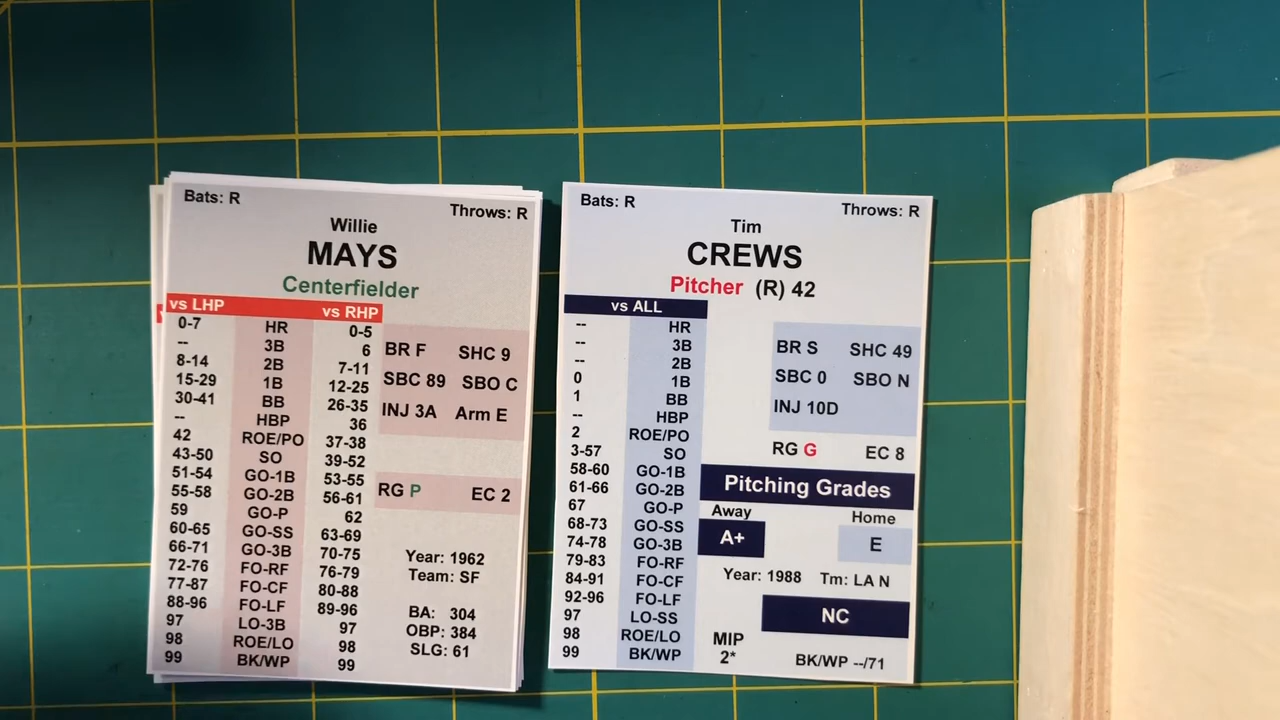 Bats: R
Throws: R
Willie
MAYS
Centerfielder
vs LHP vs RHP
0-7 HR 0-5
-- 3B 6
8-14 2B 7-11
15-29 1B 12-25
30-41 BB 26-35
-- HBP 36
42 ROE/PO 37-38
43-50 SO 39-52
51-54 GO-1B 53-55
55-58 GO-2B 56-61
59 GO-P 62
60-65 GO-SS 63-69
66-71 GO-3B 70-75
72-76 FO-RF 76-79
77-87 FO-CF 80-88
88-96 FO-LF 89-96
97 LO-3B 97
98 ROE/LO 98
99 BK/WP 99
BR F SHC 9
SBC 89 SBO C
INJ 3A Arm E
RG P EC 2
Year: 1962
Team: SF
BA: 304
OBP: 384
SLG: 61
Bats: R
Throws: R
Tim
CREWS
Pitcher (R) 42
vs ALL
-- HR
-- 3B
-- 2B
0 1B
1 BB
-- HBP
2 ROE/PO
3-57 SO
58-60 GO-1B
61-66 GO-2B
67 GO-P
68-73 GO-SS
74-78 GO-3B
79-83 FO-RF
84-91 FO-CF
92-96 FO-LF
97 LO-SS
98 ROE/LO
99 BK/WP
BR S SHC 49
SBC 0 SBO N
INJ 10D
RG G EC 8
Pitching Grades
Away Home
A+ E
Year: 1988 Tm: LA N
NC
MIP
2*
BK/WP --/71